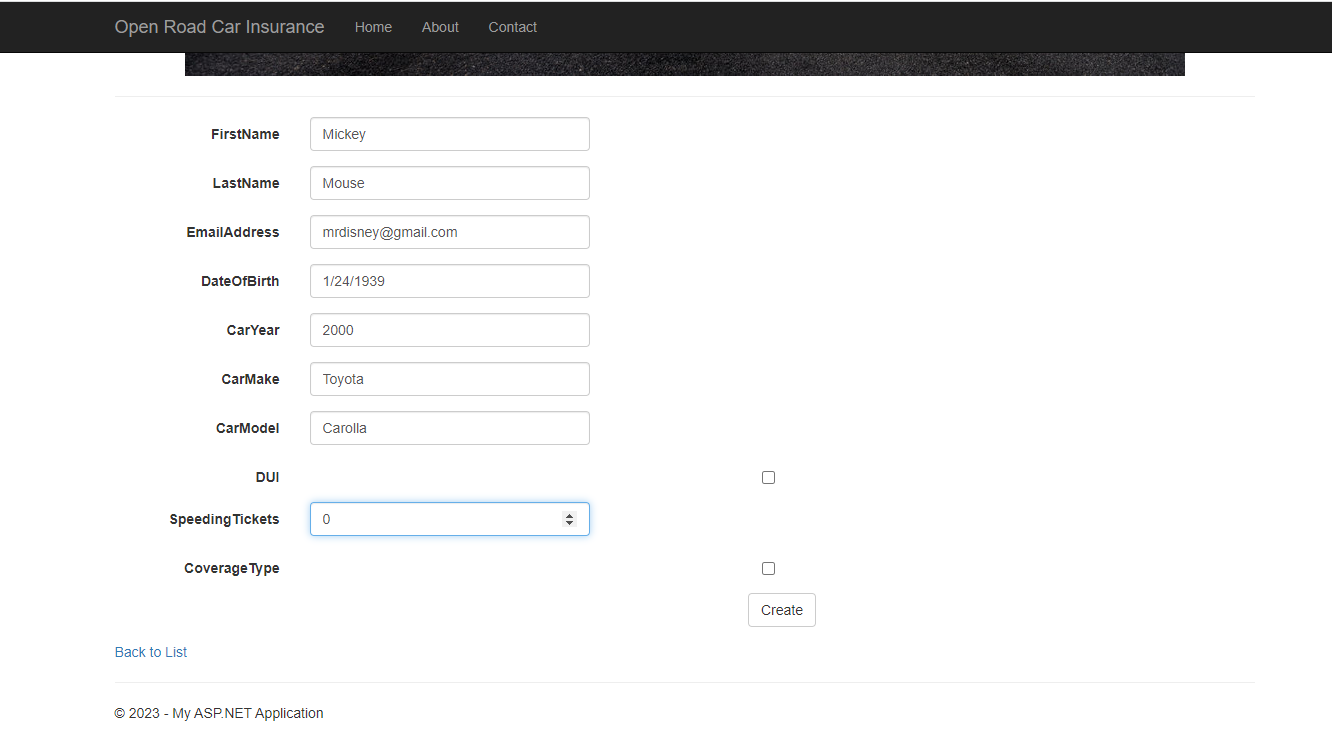 Open Road Car Insurance Home About Contact
FirstName Mickey
LastName Mouse
EmailAddress mrdisney@gmail.com
DateOfBirth 1/24/1939
CarYear 2000
CarMake Toyota
CarModel Carolla
DUI
SpeedingTickets 0
CoverageType
Create
Back to List
© 2023 - My ASP.NET Application